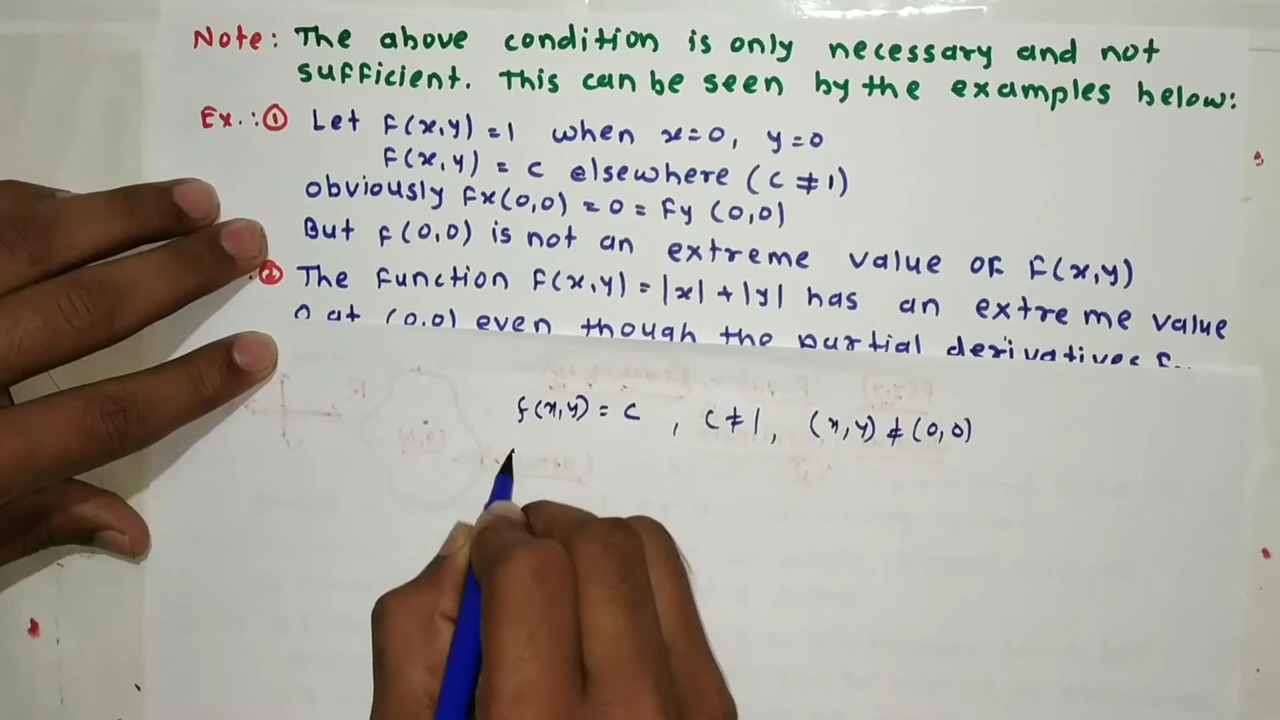 Note: The above condition is only necessary and not
sufficient. This can be seen by the examples below:
Ex.: ① Let f(x,y) = 1 when x=0, y=0
f(x,y) = c elsewhere (c ≠ 1)
obviously fx(0,0) = 0 = fy (0,0)
But f(0,0) is not an extreme value of f(x,y)
② The function f(x,y) = |x| + |y| has an extreme value
0 at (0,0) even though the partial derivatives
f(x,y) = c , c ≠ 1, (x,y) ≠ (0,0)